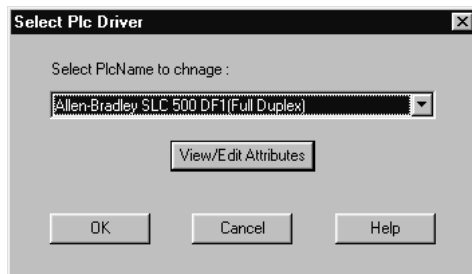 Select Plc Driver
Select PlcName to chnage :
Allen-Bradley SLC 500 DF1(Full Duplex)
View/Edit Attributes
OK Cancel Help